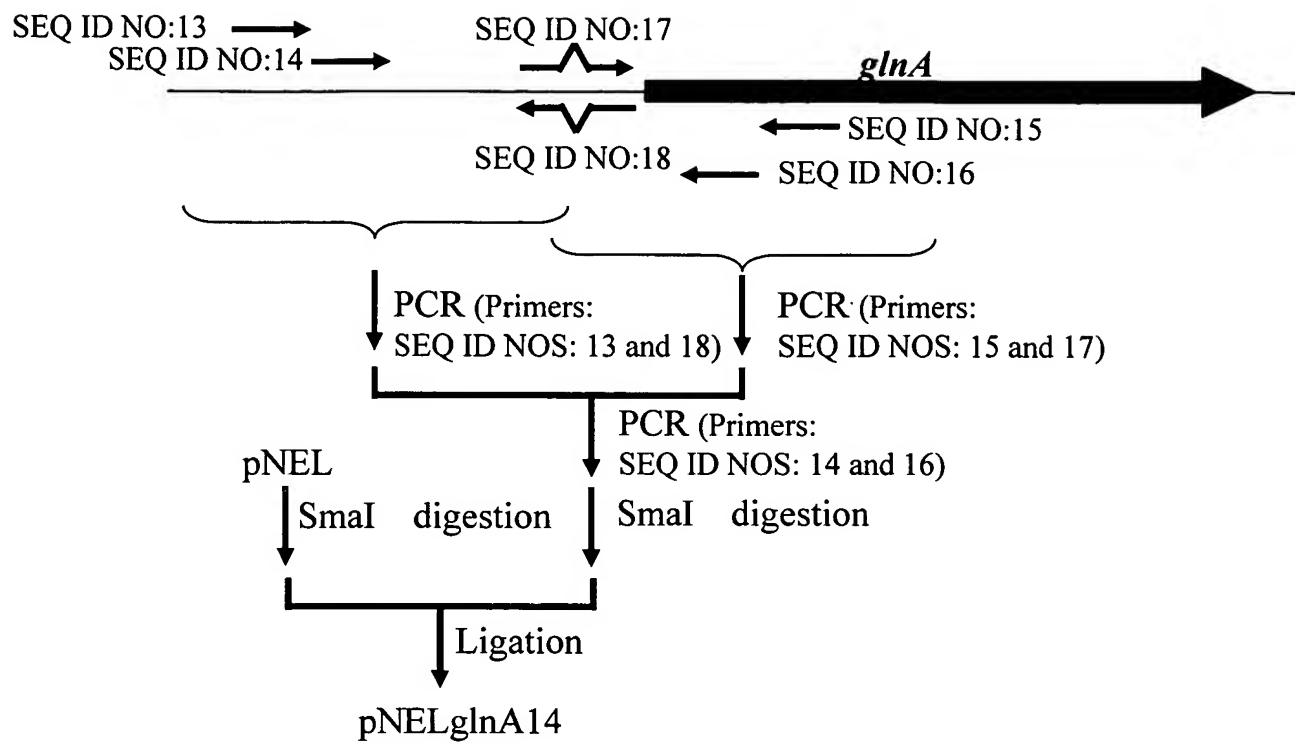 SEQ ID NO:13
SEQ ID NO:14
SEQ ID NO:17
glnA
SEQ ID NO:15
SEQ ID NO:18
SEQ ID NO:16
PCR (Primers:
SEQ ID NOS: 13 and 18)
PCR (Primers:
SEQ ID NOS: 15 and 17)
PCR (Primers:
SEQ ID NOS: 14 and 16)
pNEL
SmaI digestion
SmaI digestion
Ligation
pNELglnA14